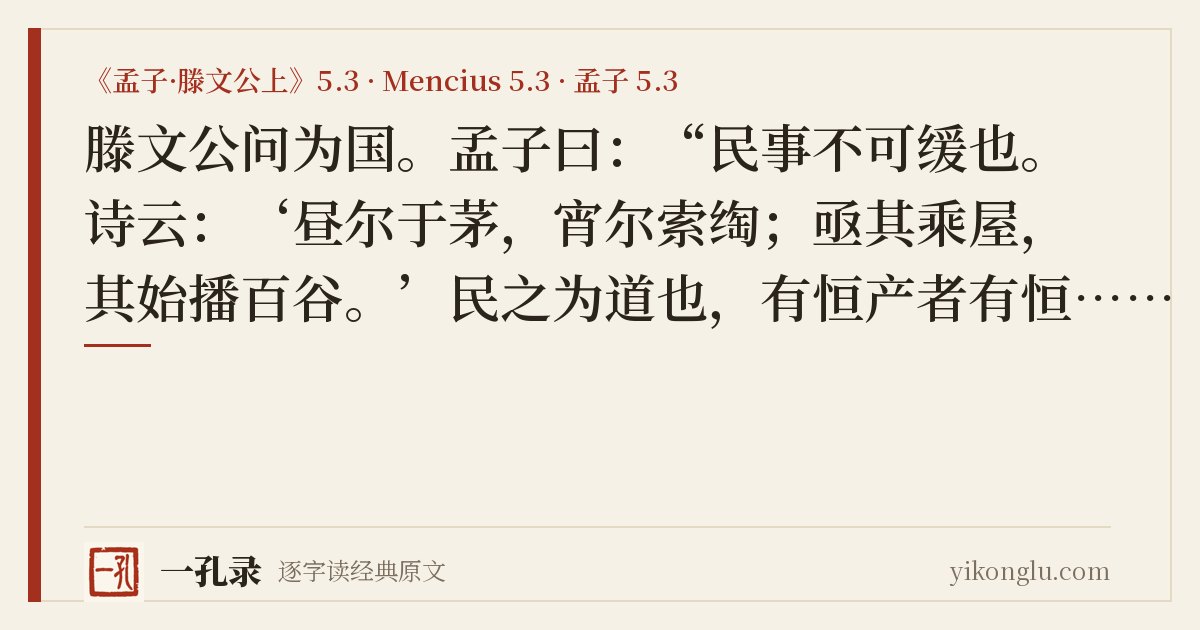 《孟子·滕文公上》5.3 · Mencius 5.3 · 孟子 5.3
滕文公问为国。孟子曰：“民事不可缓也。
诗云：‘昼尔于茅，宵尔索绹；亟其乘屋，
其始播百谷。’民之为道也，有恒产者有恒……
一孔
一孔录 逐字读经典原文
yikonglu.com